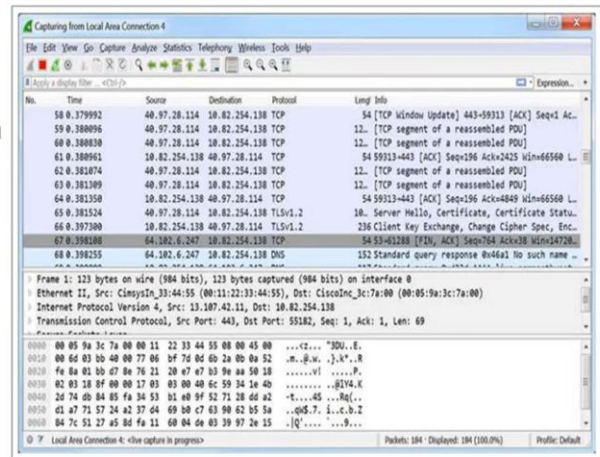 Capturing from Local Area Connection 4
File Edit View Go Capture Analyze Statistics Telephony Wireless Tools Help
Apply a display filter ... <Ctrl-/> Expression...
No. Time Source Destination Protocol Lengt Info
58 0.379992 40.97.28.114 10.82.254.138 TCP 54 [TCP Window Update] 443→59313 [ACK] Seq=1 Ac…
59 0.380096 40.97.28.114 10.82.254.138 TCP 12… [TCP segment of a reassembled PDU]
60 0.380830 40.97.28.114 10.82.254.138 TCP 12… [TCP segment of a reassembled PDU]
61 0.380961 10.82.254.138 40.97.28.114 TCP 54 59313→443 [ACK] Seq=196 Ack=2425 Win=66560 L…
62 0.381074 40.97.28.114 10.82.254.138 TCP 12… [TCP segment of a reassembled PDU]
63 0.381309 40.97.28.114 10.82.254.138 TCP 12… [TCP segment of a reassembled PDU]
64 0.381350 10.82.254.138 40.97.28.114 TCP 54 59313→443 [ACK] Seq=196 Ack=4849 Win=66560 L…
65 0.381524 40.97.28.114 10.82.254.138 TLSv1.2 10… Server Hello, Certificate, Certificate Statu…
66 0.397300 10.82.254.138 40.97.28.114 TLSv1.2 236 Client Key Exchange, Change Cipher Spec, Enc…
67 0.398108 64.102.6.247 10.82.254.138 TCP 54 53→61288 [FIN, ACK] Seq=764 Ack=38 Win=14720…
68 0.398255 64.102.6.247 10.82.254.138 DNS 152 Standard query response 0x46a1 No such name …
Frame 1: 123 bytes on wire (984 bits), 123 bytes captured (984 bits) on interface 0
Ethernet II, Src: CimsysIn_33:44:55 (00:11:22:33:44:55), Dst: CiscoInc_3c:7a:00 (00:05:9a:3c:7a:00)
Internet Protocol Version 4, Src: 13.107.42.11, Dst: 10.82.254.138
Transmission Control Protocol, Src Port: 443, Dst Port: 55182, Seq: 1, Ack: 1, Len: 69
Secure Sockets Layer
0000 00 05 9a 3c 7a 00 00 11 22 33 44 55 08 00 45 00 ...<z... "3DU..E.
0010 00 6d 03 bb 40 00 77 06 bf 7d 0d 6b 2a 0b 0a 52 .m..@.w. .}.k*..R
0020 fe 8a 01 bb d7 8e 76 21 20 e7 e7 b3 9e aa 50 18 ......v! .....P.
0030 02 03 18 8f 00 00 17 03 03 00 40 6c 59 34 1e 4b ........ ..@lY4.K
0040 2d 74 db 84 85 fa 34 53 b1 e0 9f 52 71 28 dd a2 -t....4S ...Rq(..
0050 d1 a7 71 57 24 a2 37 d4 69 b0 c7 63 90 62 b5 5a ..qW$.7. i..c.b.Z
0060 84 7c 51 27 a5 8d fa 11 60 04 de 03 39 97 2e 15 .|Q'.... `...9...
Local Area Connection 4: <live capture in progress> Packets: 184 · Displayed: 184 (100.0%) Profile: Default